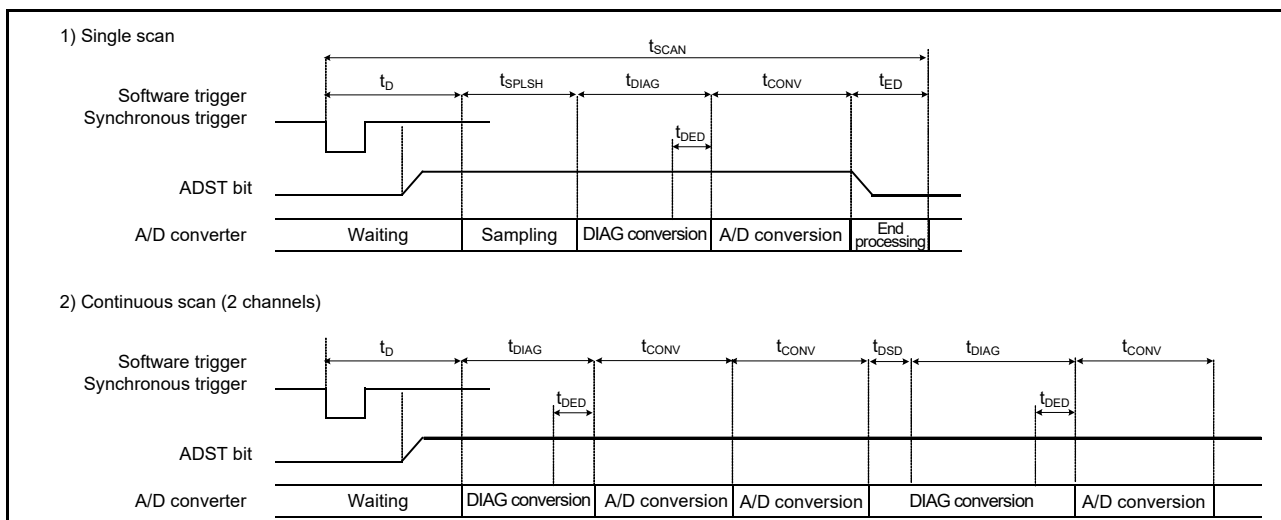 1) Single scan
tSCAN
tD tSPLSH tDIAG tCONV tED
Software trigger
Synchronous trigger
tDED
ADST bit
A/D converter Waiting Sampling DIAG conversion A/D conversion End processing
2) Continuous scan (2 channels)
tD tDIAG tCONV tCONV tDSD tDIAG tCONV
Software trigger
Synchronous trigger
tDED tDED
ADST bit
A/D converter Waiting DIAG conversion A/D conversion A/D conversion DIAG conversion A/D conversion